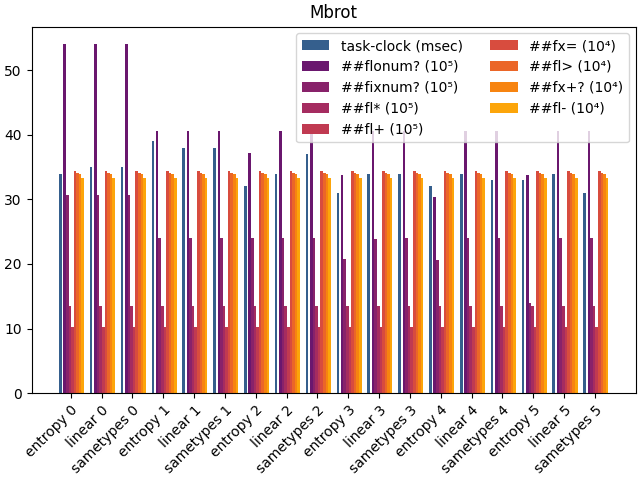 Mbrot
task-clock (msec)
##flonum? (10⁵)
##fixnum? (10⁵)
##fl* (10⁵)
##fl+ (10⁵)
##fx= (10⁴)
##fl> (10⁴)
##fx+? (10⁴)
##fl- (10⁴)
50
40
30
20
10
0
entropy 0
linear 0
sametypes 0
entropy 1
linear 1
sametypes 1
entropy 2
linear 2
sametypes 2
entropy 3
linear 3
sametypes 3
entropy 4
linear 4
sametypes 4
entropy 5
linear 5
sametypes 5